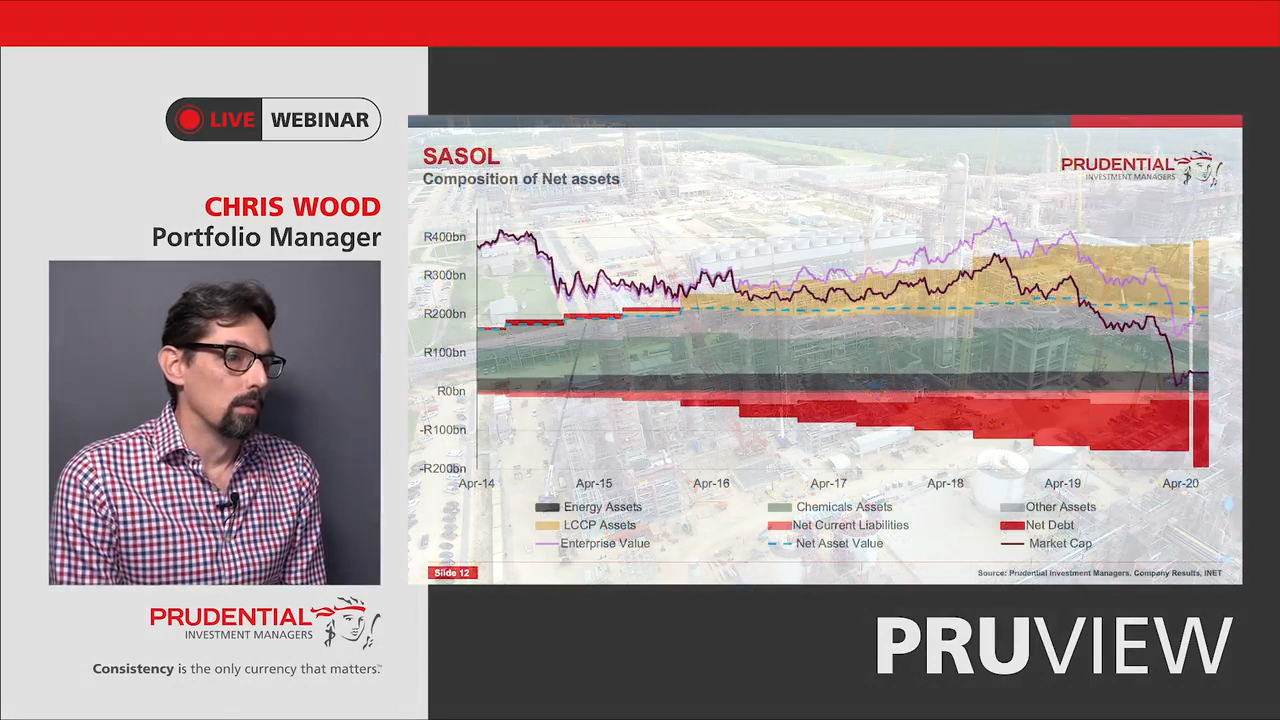 LIVE WEBINAR
CHRIS WOOD
Portfolio Manager
PRUDENTIAL
INVESTMENT MANAGERS
Consistency is the only currency that matters.™
SASOL
Composition of Net assets
PRUDENTIAL
INVESTMENT MANAGERS
R400bn
R300bn
R200bn
R100bn
R0bn
-R100bn
-R200bn
Apr-14 Apr-15 Apr-16 Apr-17 Apr-18 Apr-19 Apr-20
Energy Assets Chemicals Assets Other Assets
LCCP Assets Net Current Liabilities Net Debt
Enterprise Value Net Asset Value Market Cap
Slide 12
Source: Prudential Investment Managers, Company Results, INET
PRUVIEW